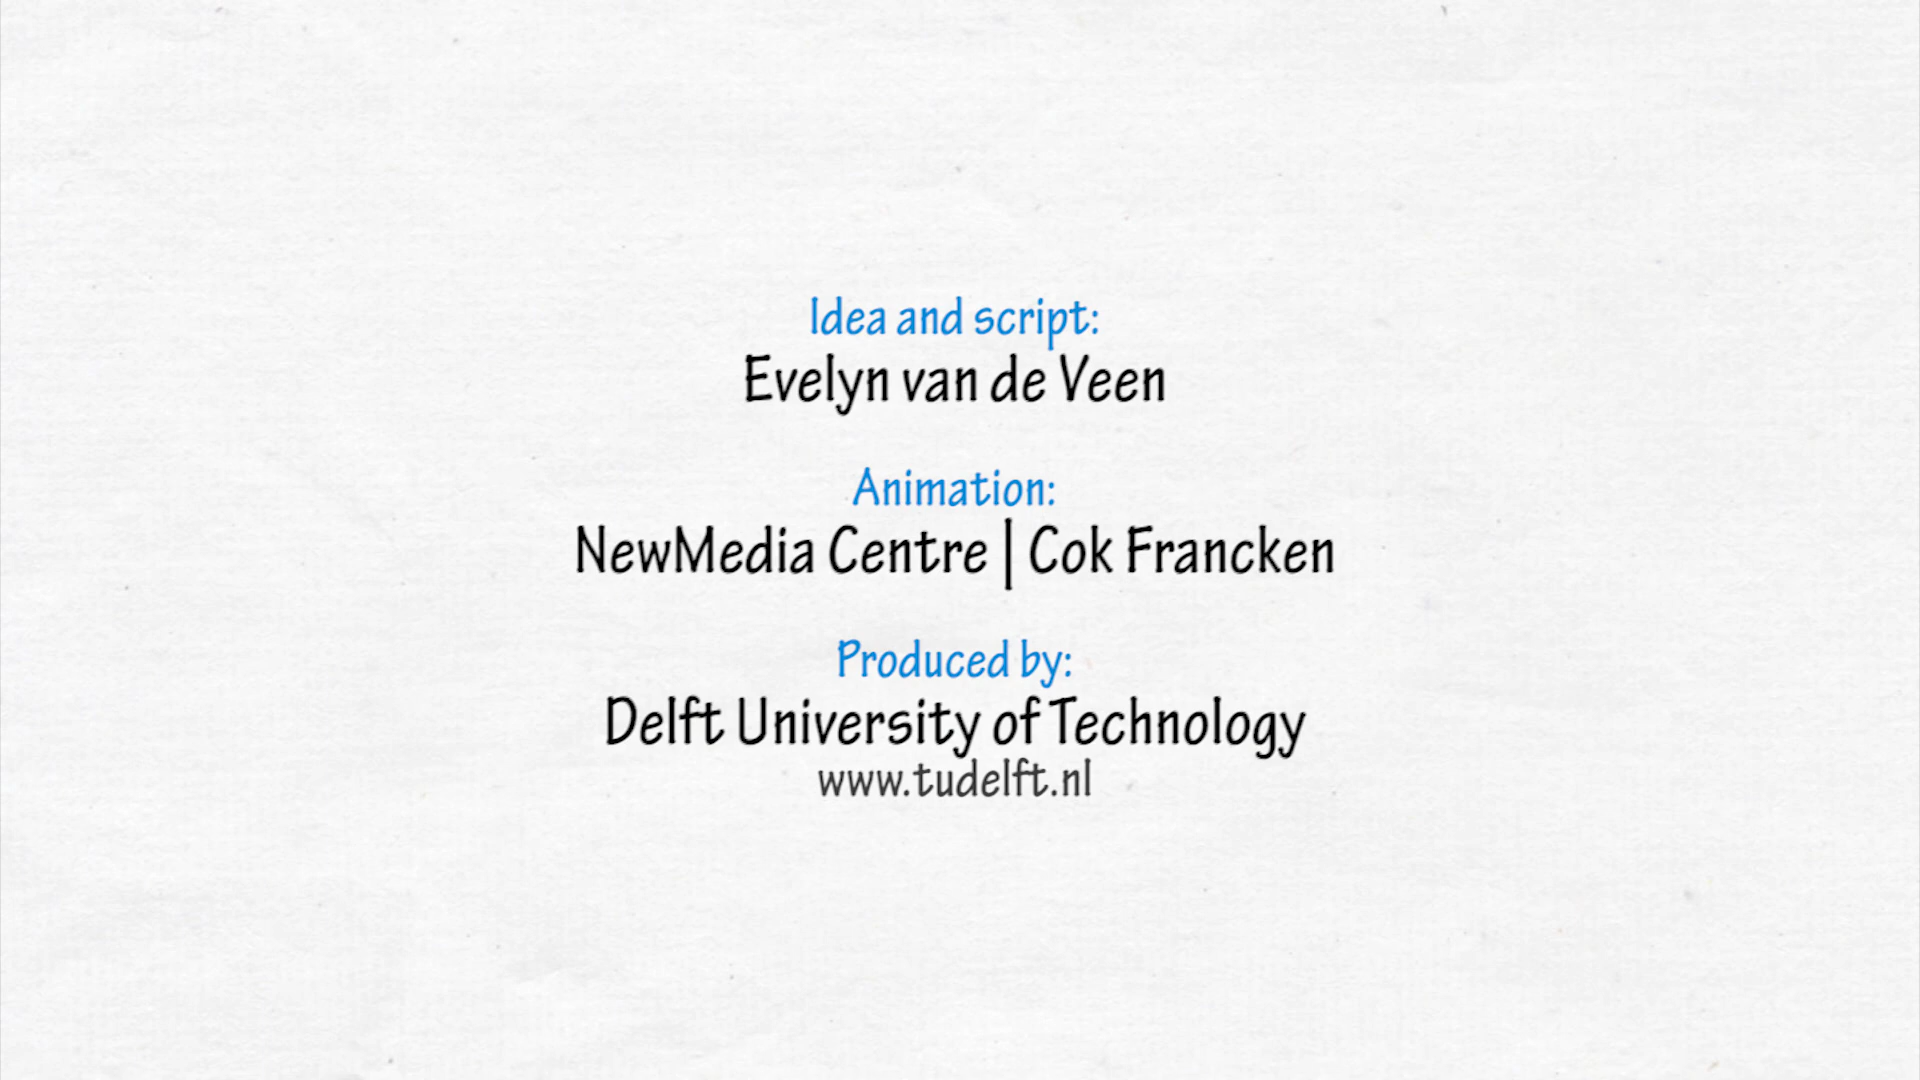 Idea and script:
Evelyn van de Veen
Animation:
NewMedia Centre | Cok Francken
Produced by:
Delft University of Technology
www.tudelft.nl